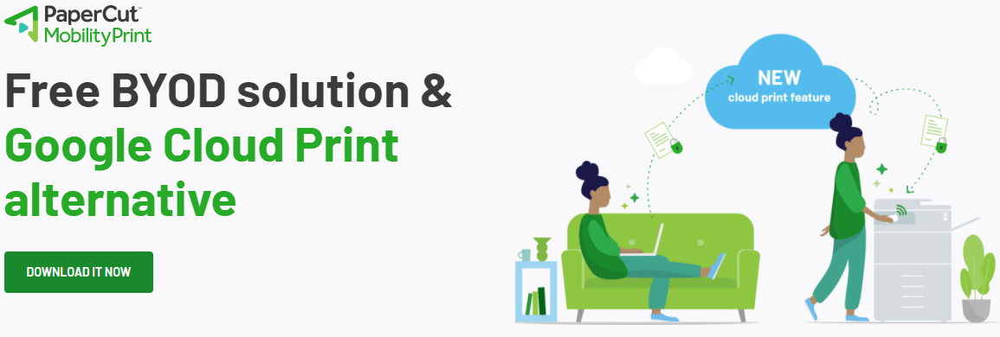 PaperCut™
MobilityPrint
Free BYOD solution &
Google Cloud Print
alternative
DOWNLOAD IT NOW
NEW
cloud print feature